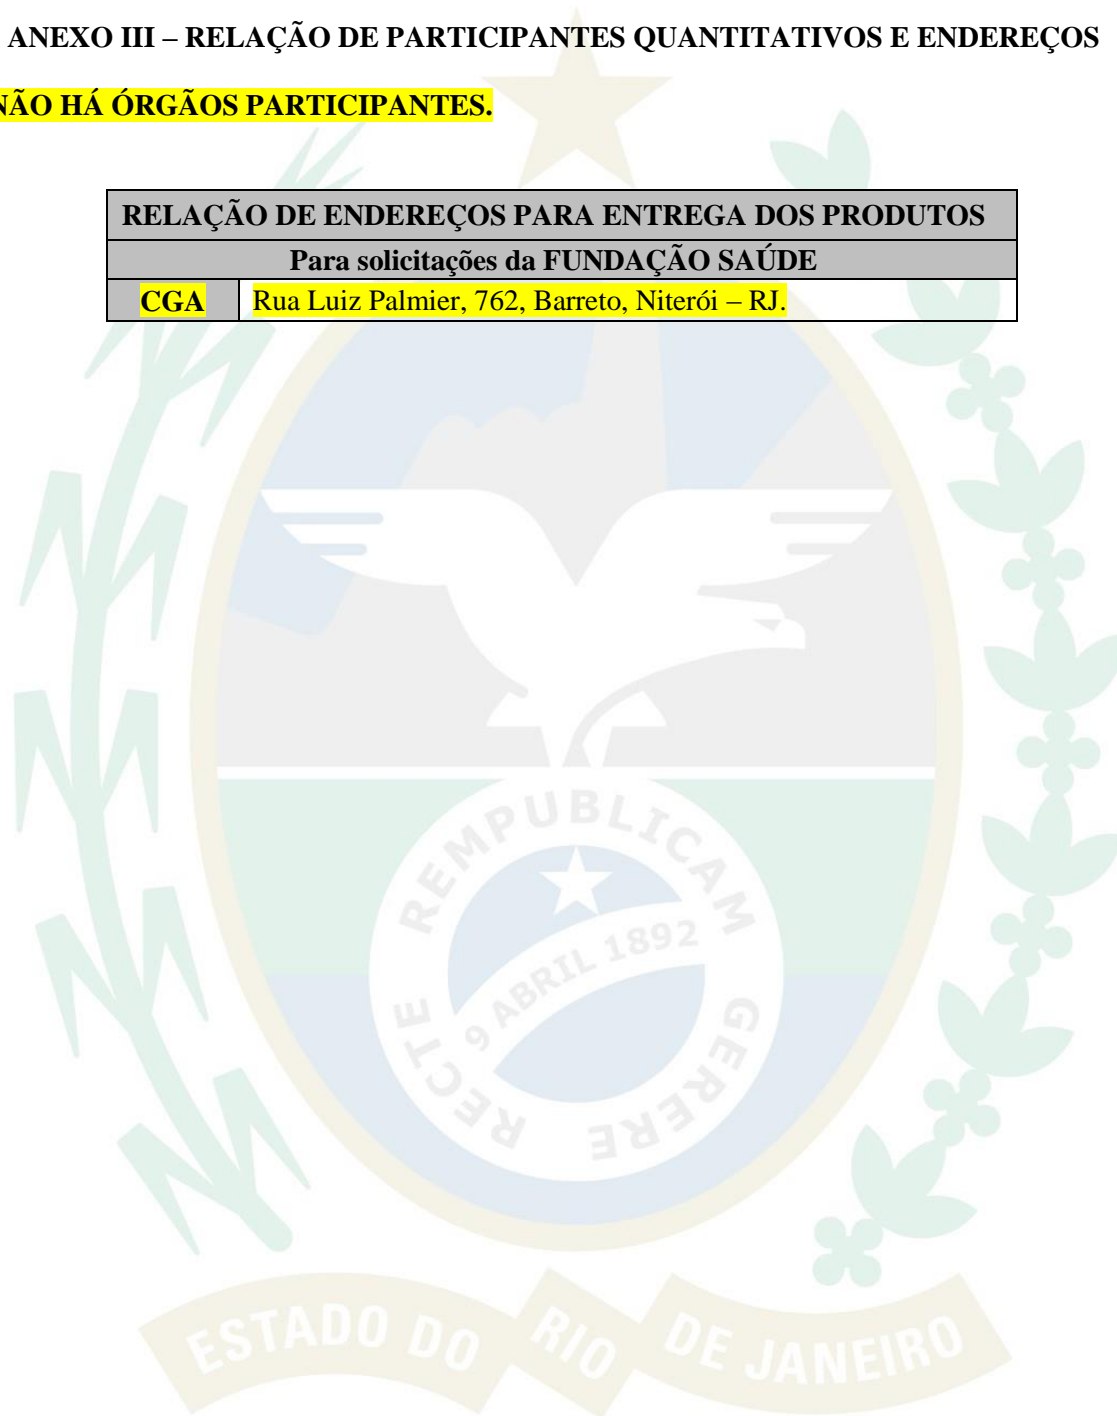 ANEXO III – RELAÇÃO DE PARTICIPANTES QUANTITATIVOS E ENDEREÇOS
NÃO HÁ ÓRGÃOS PARTICIPANTES.
RELAÇÃO DE ENDEREÇOS PARA ENTREGA DOS PRODUTOS
Para solicitações da FUNDAÇÃO SAÚDE
CGA Rua Luiz Palmier, 762, Barreto, Niterói – RJ.
RECTE REMPUBLICAM GERERE
9 ABRIL 1892
ESTADO DO RIO DE JANEIRO